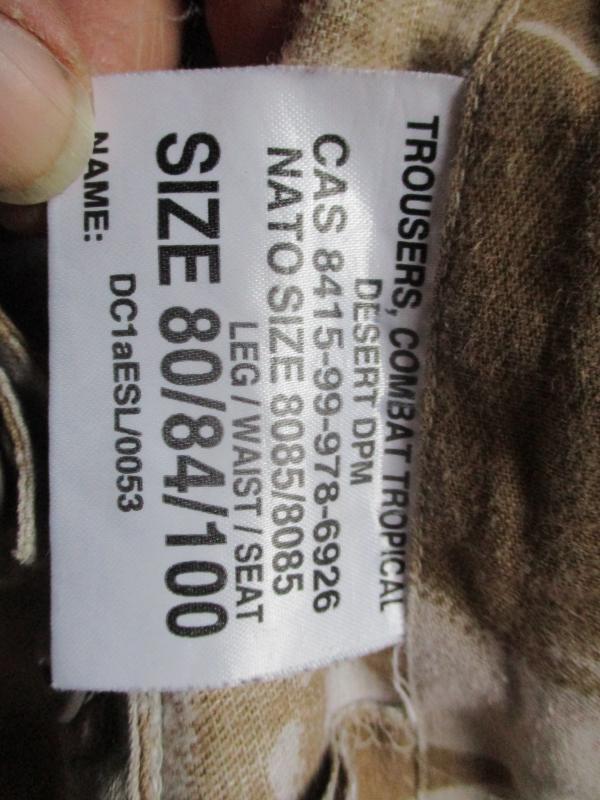 TROUSERS, COMBAT TROPICAL
DESERT DPM
CAS 8415-99-978-6926
NATO SIZE 8085/8085
LEG / WAIST / SEAT
SIZE 80/84/100
DC1aESL/0053
NAME: